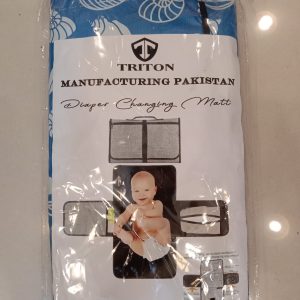 TRITON
MANUFACTURING PAKISTAN
Diaper Changing Matt